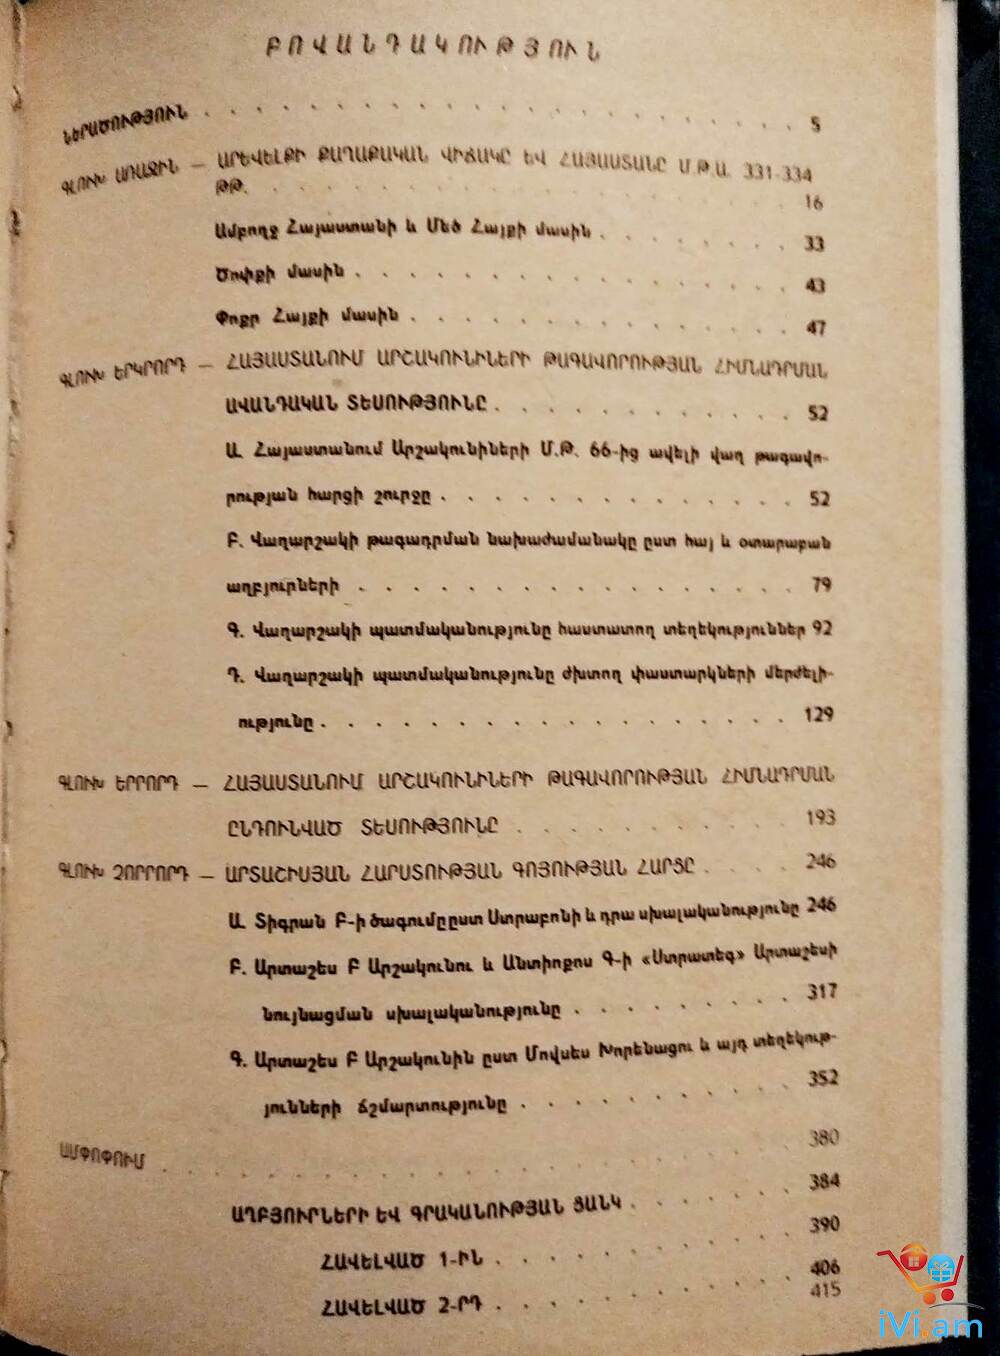 ԲՈՎԱՆԴԱԿՈՒԹՅՈՒՆ
ՆԵՐԱԾՈՒԹՅՈՒՆ . . . . . . . . . . . . . . . . . . . . 5
ԳԼՈՒԽ ԱՌԱՋԻՆ — ԱՐԵՎԵԼՔԻ ՔԱՂԱՔԱԿԱՆ ՎԻՃԱԿԸ ԵՎ ՀԱՅԱՍՏԱՆԸ Մ.Թ.Ա. 331-334
ԹԹ. . . . . . . . . . . . . . . . . . 16
Ամբողջ Հայաստանի և Մեծ Հայքի մասին . . . . . . . . 33
Ծոփքի մասին . . . . . . . . . . . . . . . . 43
Փոքր Հայքի մասին . . . . . . . . . . . . . . 47
ԳԼՈՒԽ ԵՐԿՐՈՐԴ — ՀԱՅԱՍՏԱՆՈՒՄ ԱՐՇԱԿՈՒՆԻՆԵՐԻ ԹԱԳԱՎՈՐՈՒԹՅԱՆ ՀԻՄՆԱԴՐՄԱՆ
ԱՎԱՆԴԱԿԱՆ ՏԵՍՈՒԹՅՈՒՆԸ . . . . . . . . . . . . 52
Ա. Հայաստանում Արշակունիների Մ.Թ. 66-ից ավելի վաղ թագավո-
րության հարցի շուրջը . . . . . . . . . . . . . . 52
Բ. Վաղարշակի թագադրման նախաժամանակը ըստ հայ և օտարաբան
աղբյուրների . . . . . . . . . . . . . . . . . 79
Գ. Վաղարշակի պատմականությունը հաստատող տեղեկություններ 92
Դ. Վաղարշակի պատմականությունը ժխտող փաստարկների մերժելի-
ությունը . . . . . . . . . . . . . . . . . . 129
ԳԼՈՒԽ ԵՐՐՈՐԴ — ՀԱՅԱՍՏԱՆՈՒՄ ԱՐՇԱԿՈՒՆԻՆԵՐԻ ԹԱԳԱՎՈՐՈՒԹՅԱՆ ՀԻՄՆԱԴՐՄԱՆ
ԸՆԴՈՒՆՎԱԾ ՏԵՍՈՒԹՅՈՒՆԸ . . . . . . . . . . . 193
ԳԼՈՒԽ ՉՈՐՐՈՐԴ — ԱՐՏԱՇԻՍՅԱՆ ՀԱՐՍՏՈՒԹՅԱՆ ԳՈՅՈՒԹՅԱՆ ՀԱՐՑԸ . . . . 246
Ա. Տիգրան Բ-ի ծագումը ըստ Ստրաբոնի և դրա սխալականությունը 246
Բ. Արտաշես Բ Արշակունու և Անտիոքոս Գ-ի «Ստրատեգ» Արտաշեսի
նույնացման սխալականությունը . . . . . . . . . 317
Գ. Արտաշես Բ Արշակունին ըստ Մովսես Խորենացու և այդ տեղեկութ-
յունների ճշմարտությունը . . . . . . . . . . . 352
ԱՄՓՈՓՈՒՄ . . . . . . . . . . . . . . . . . . . . 380
ԱՂԲՅՈՒՐՆԵՐԻ ԵՎ ԳՐԱԿԱՆՈՒԹՅԱՆ ՑԱՆԿ . . . . . . . 384
390
ՀԱՎԵԼՎԱԾ 1-ԻՆ . . . . . . . . . . . . . 406
ՀԱՎԵԼՎԱԾ 2-ՐԴ . . . . . . . . . . . . . 415
iVi.am